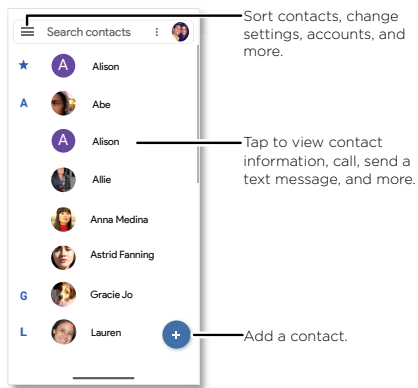 Search contacts
Sort contacts, change
settings, accounts, and
more.
A Alison
A Abe
A Alison
Tap to view contact
information, call, send a
text message, and more.
Allie
Anna Medina
Astrid Fanning
G Gracie Jo
L Lauren
+
Add a contact.